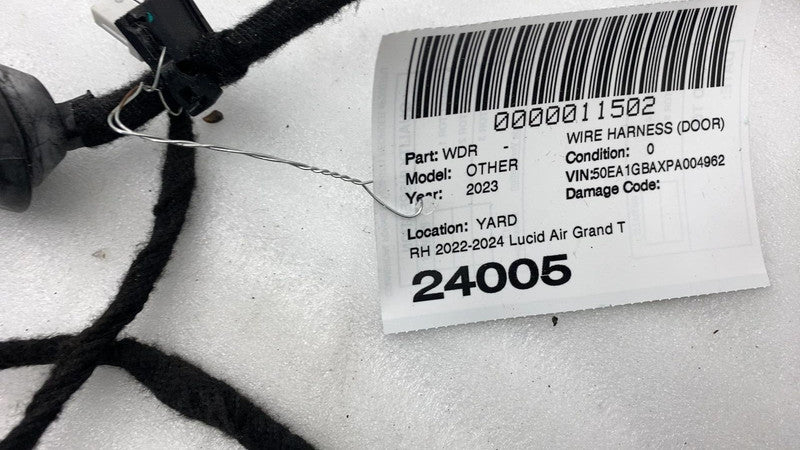 0000011502
Part: WDR - WIRE HARNESS (DOOR)
Model: OTHER Condition: 0
Year: 2023 VIN:50EA1GBAXPA004962
Damage Code:
Location: YARD
RH 2022-2024 Lucid Air Grand T
24005